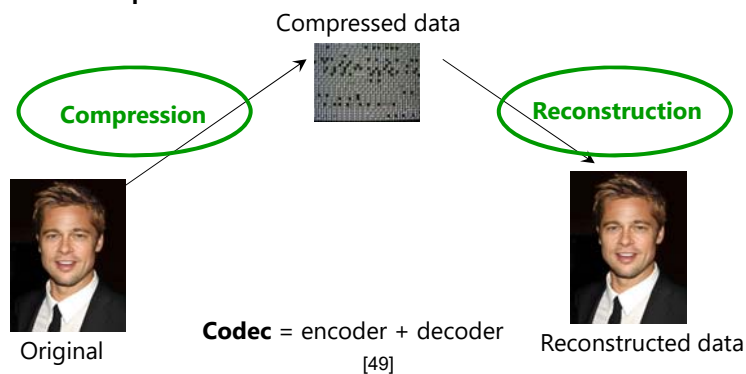 Compressed data
Compression
Reconstruction
Codec = encoder + decoder
Original
Reconstructed data
[49]